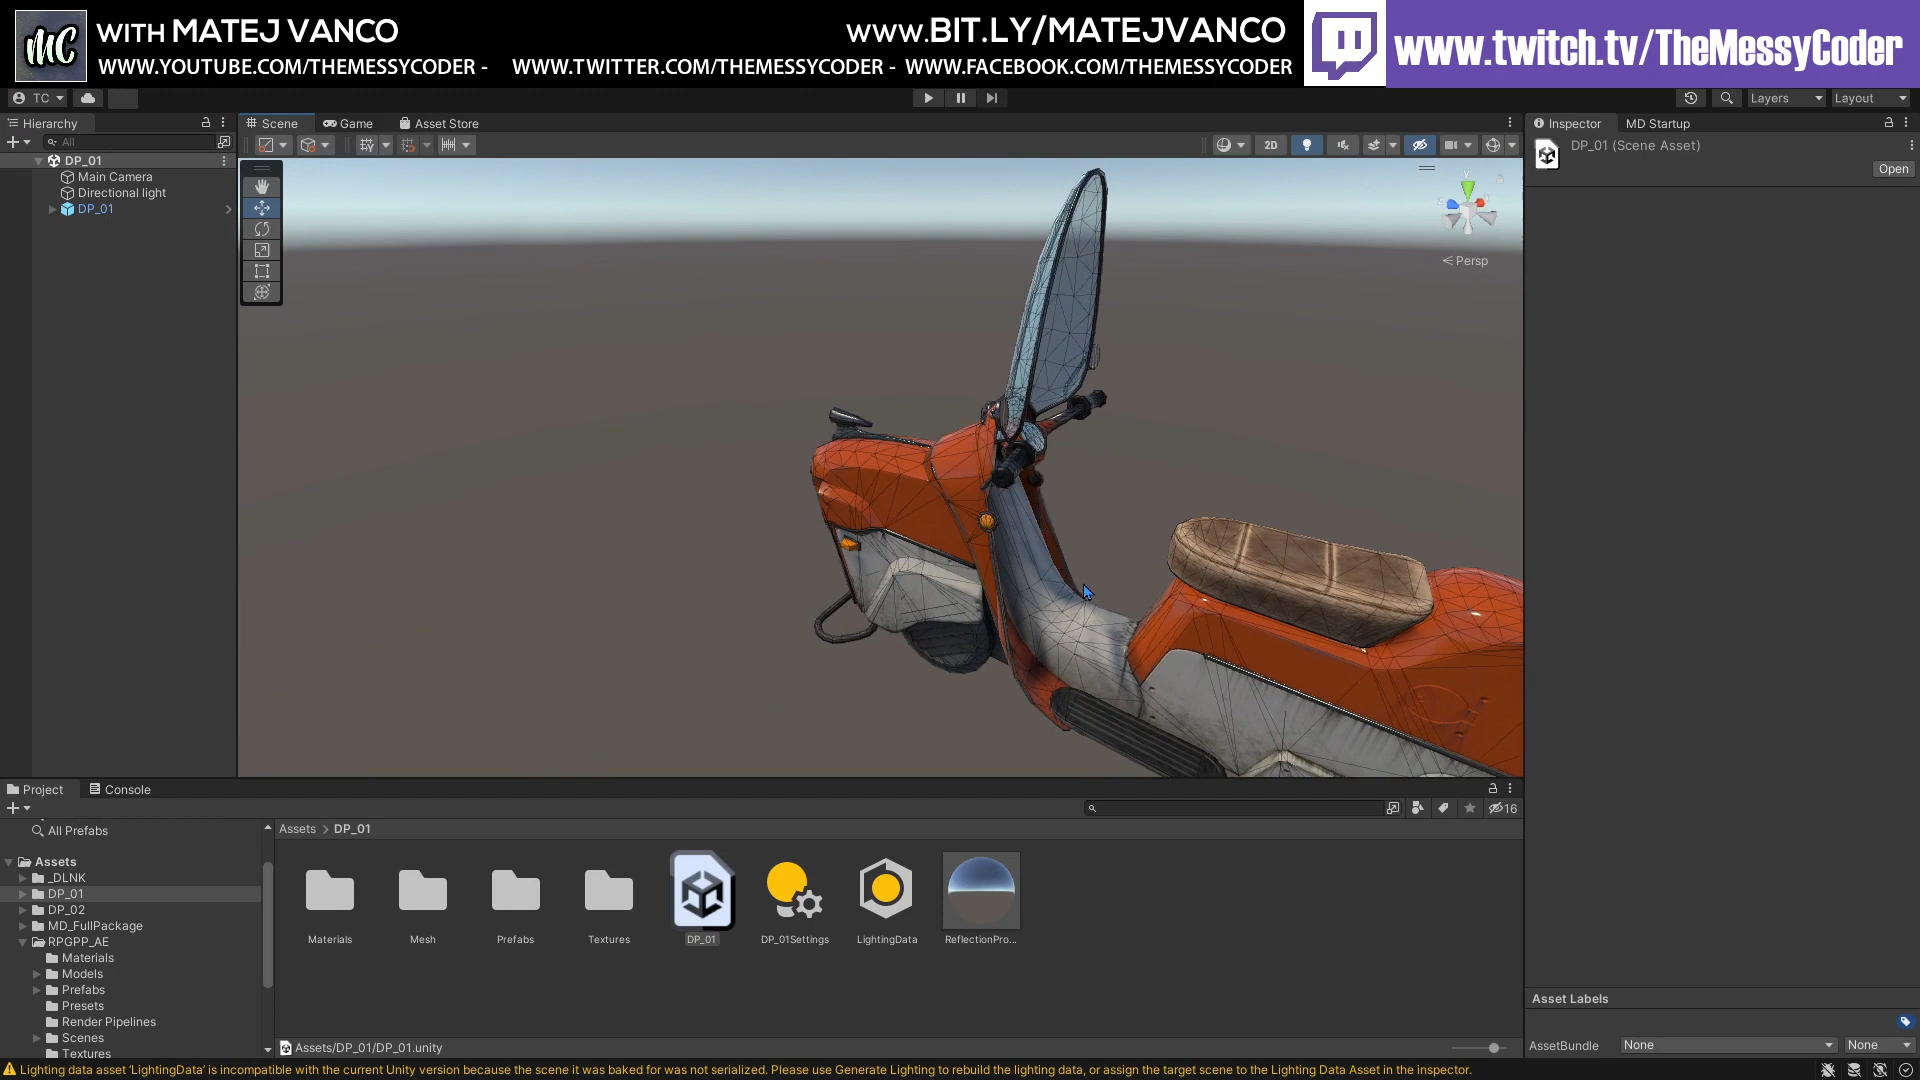 MC
WITH MATEJ VANCO
WWW.YOUTUBE.COM/THEMESSYCODER - WWW.TWITTER.COM/THEMESSYCODER - WWW.FACEBOOK.COM/THEMESSYCODER
www.BIT.LY/MATEJVANCO
www.twitch.tv/TheMessyCoder
TC
Layers
Layout
Hierarchy
All
DP_01
Main Camera
Directional light
DP_01
Scene
Game
Asset Store
2D
Y
Persp
Inspector
MD Startup
DP_01 (Scene Asset)
Open
Project
Console
16
All Prefabs
Assets
_DLNK
DP_01
DP_02
MD_FullPackage
RPGPP_AE
Materials
Models
Prefabs
Presets
Render Pipelines
Scenes
Textures
Assets > DP_01
Materials
Mesh
Prefabs
Textures
DP_01
DP_01Settings
LightingData
ReflectionPro...
Assets/DP_01/DP_01.unity
Asset Labels
AssetBundle
None
None
Lighting data asset 'LightingData' is incompatible with the current Unity version because the scene it was baked for was not serialized. Please use Generate Lighting to rebuild the lighting data, or assign the target scene to the Lighting Data Asset in the inspector.